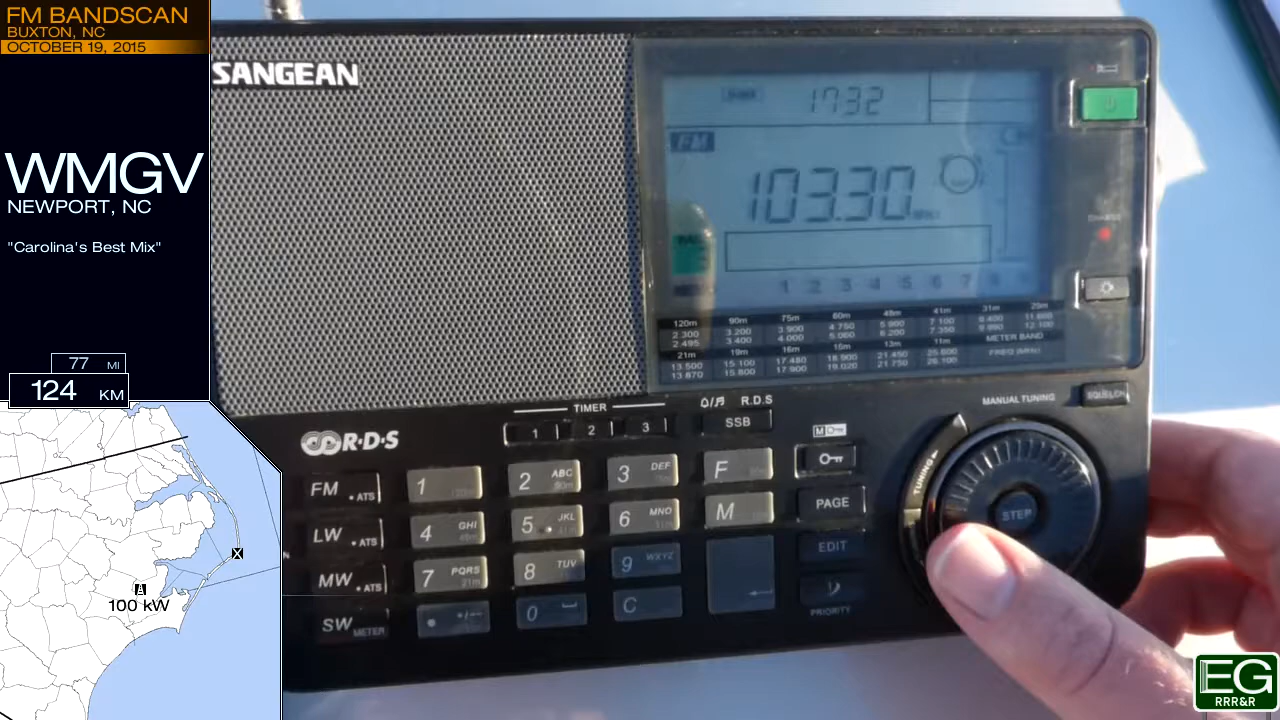 FM BANDSCAN
BUXTON, NC
OCTOBER 19, 2015
WMGV
NEWPORT, NC
"Carolina's Best Mix"
77 MI
124 KM
100 kW
SANGEAN
17:32
FM
103.30
1 2 3 4 5 6 7 8
120m 90m 75m 60m 49m 41m 31m 25m
2.300 3.200 3.900 4.750 5.900 7.100 9.400 11.600
2.495 3.400 4.000 5.060 6.200 7.350 9.990 12.100
21m 19m 16m 15m 13m 11m METER BAND
13.500 15.100 17.480 18.900 21.450 25.600 FREQ (MHz)
13.870 15.800 17.900 19.020 21.750 26.100
CHARGE
SQUELCH
MANUAL TUNING
TUNING
STEP
TIMER
1 2 3
R.D.S
SSB
R·D·S
FM •ATS
LW •ATS
MW •ATS
SW METER
1
2 ABC
3 DEF
F
4 GHI
5 JKL
6 MNO
M
7 PQRS
8 TUV
9 WXYZ
0
C
PAGE
EDIT
PRIORITY
EG
RRR&R